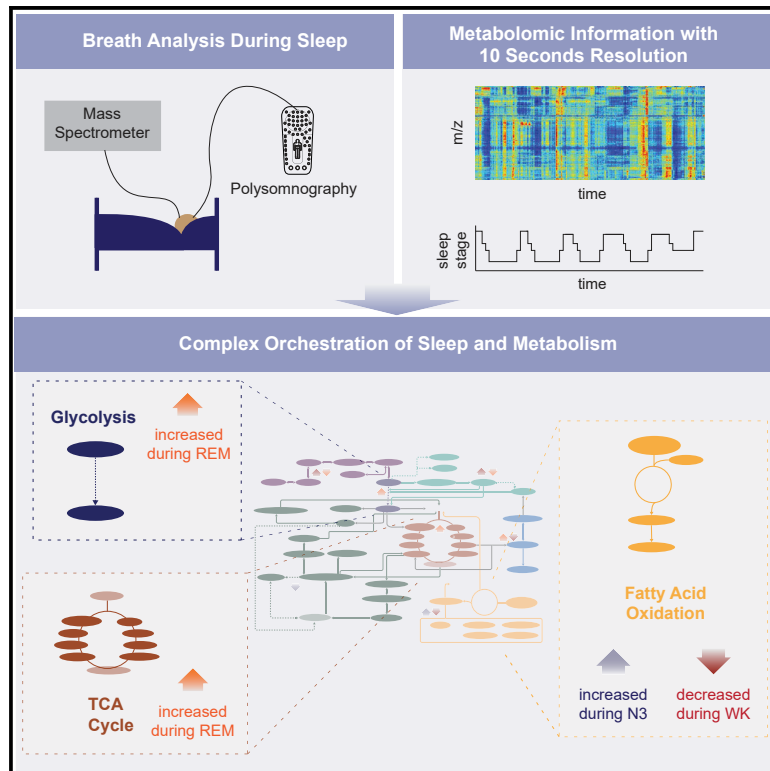 Breath Analysis During Sleep
Mass
Spectrometer
Polysomnography
Metabolomic Information with
10 Seconds Resolution
m/z
time
sleep
stage
time
Complex Orchestration of Sleep and Metabolism
Glycolysis
increased
during REM
TCA
Cycle
increased
during REM
Fatty Acid
Oxidation
increased
during N3
decreased
during WK